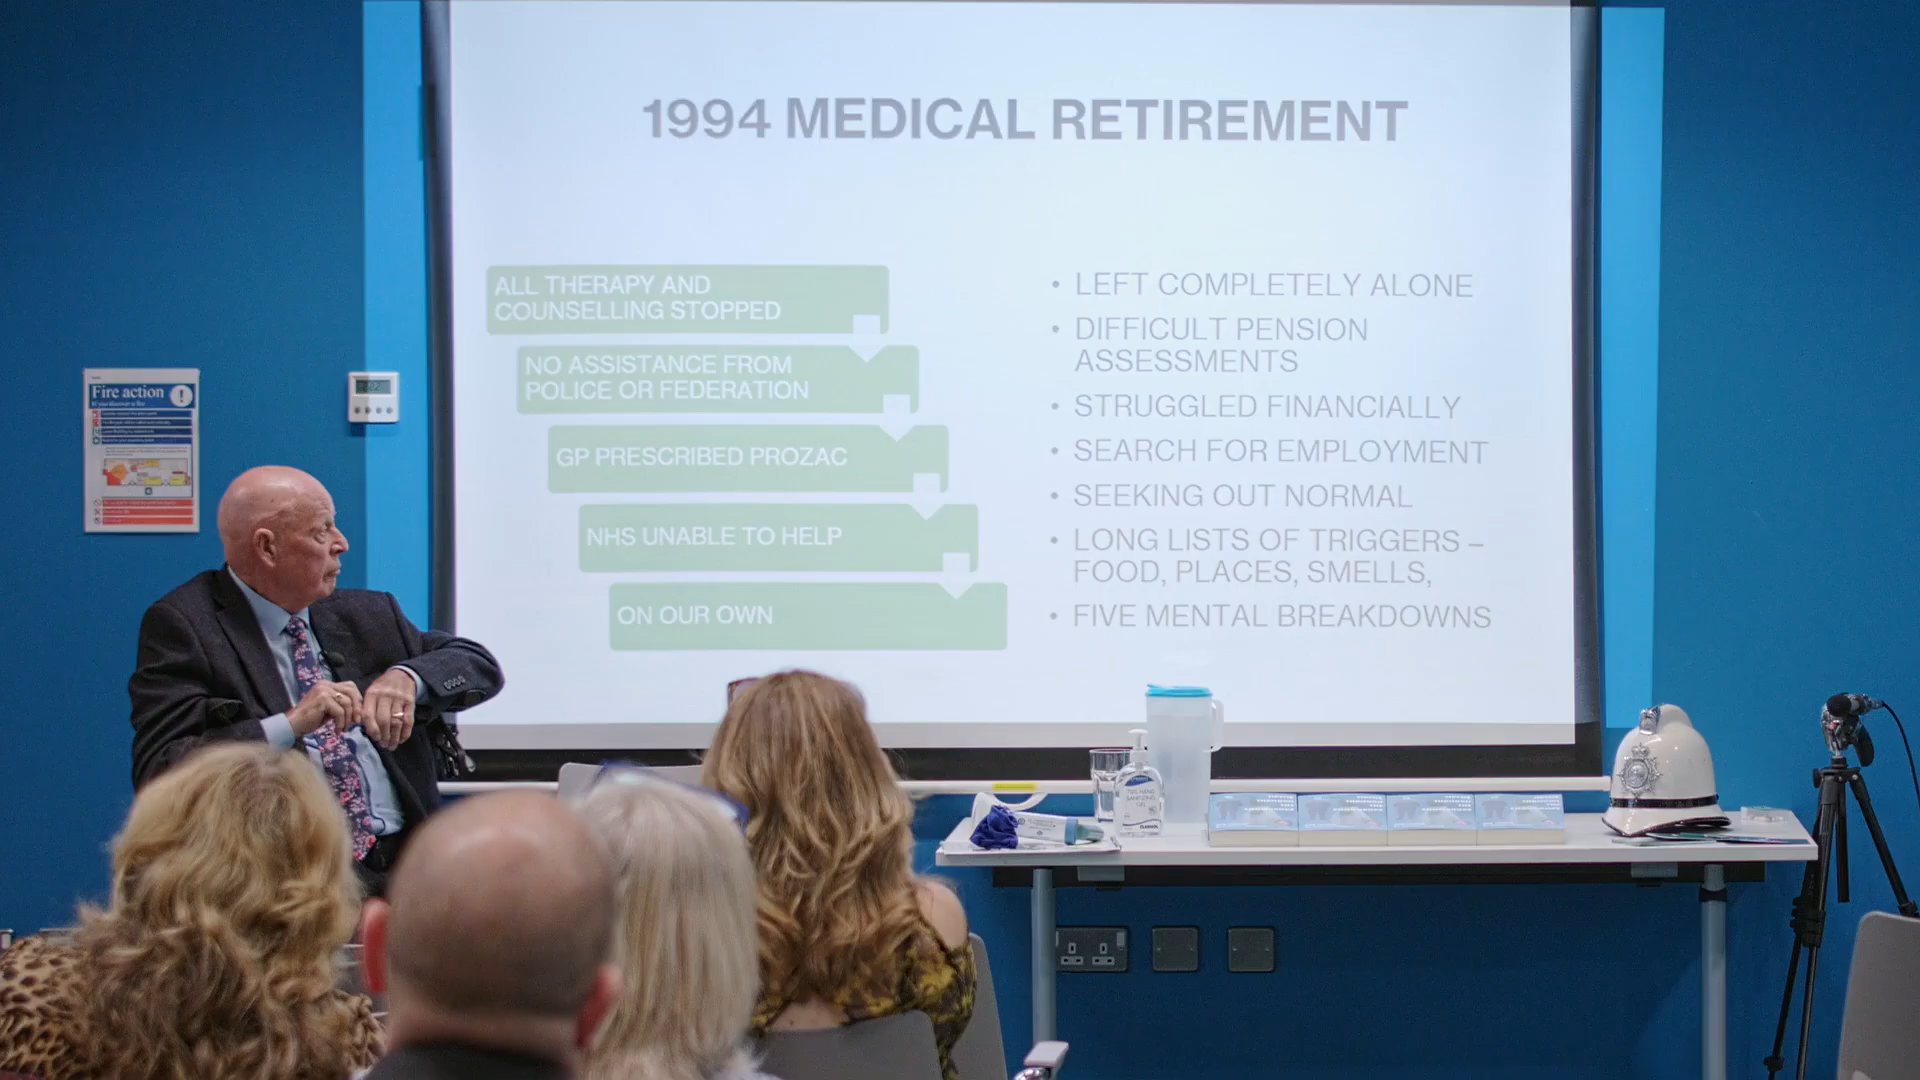 1994 MEDICAL RETIREMENT
ALL THERAPY AND
COUNSELLING STOPPED
NO ASSISTANCE FROM
POLICE OR FEDERATION
GP PRESCRIBED PROZAC
NHS UNABLE TO HELP
ON OUR OWN
• LEFT COMPLETELY ALONE
• DIFFICULT PENSION
ASSESSMENTS
• STRUGGLED FINANCIALLY
• SEARCH FOR EMPLOYMENT
• SEEKING OUT NORMAL
• LONG LISTS OF TRIGGERS –
FOOD, PLACES, SMELLS,
• FIVE MENTAL BREAKDOWNS
Fire action